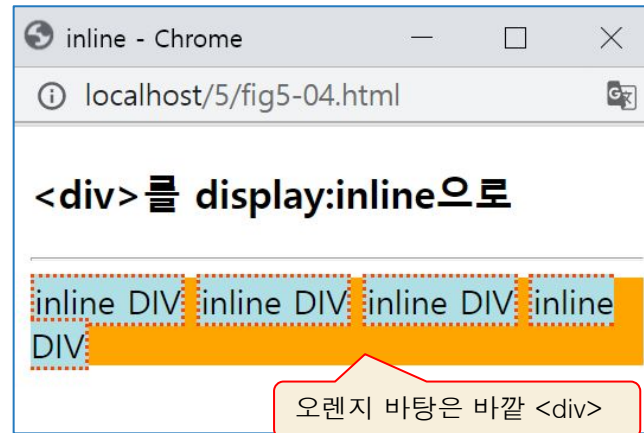 inline - Chrome
localhost/5/fig5-04.html
<div>를 display:inline으로
inline DIV inline DIV inline DIV inline
DIV
오렌지 바탕은 바깥 <div>